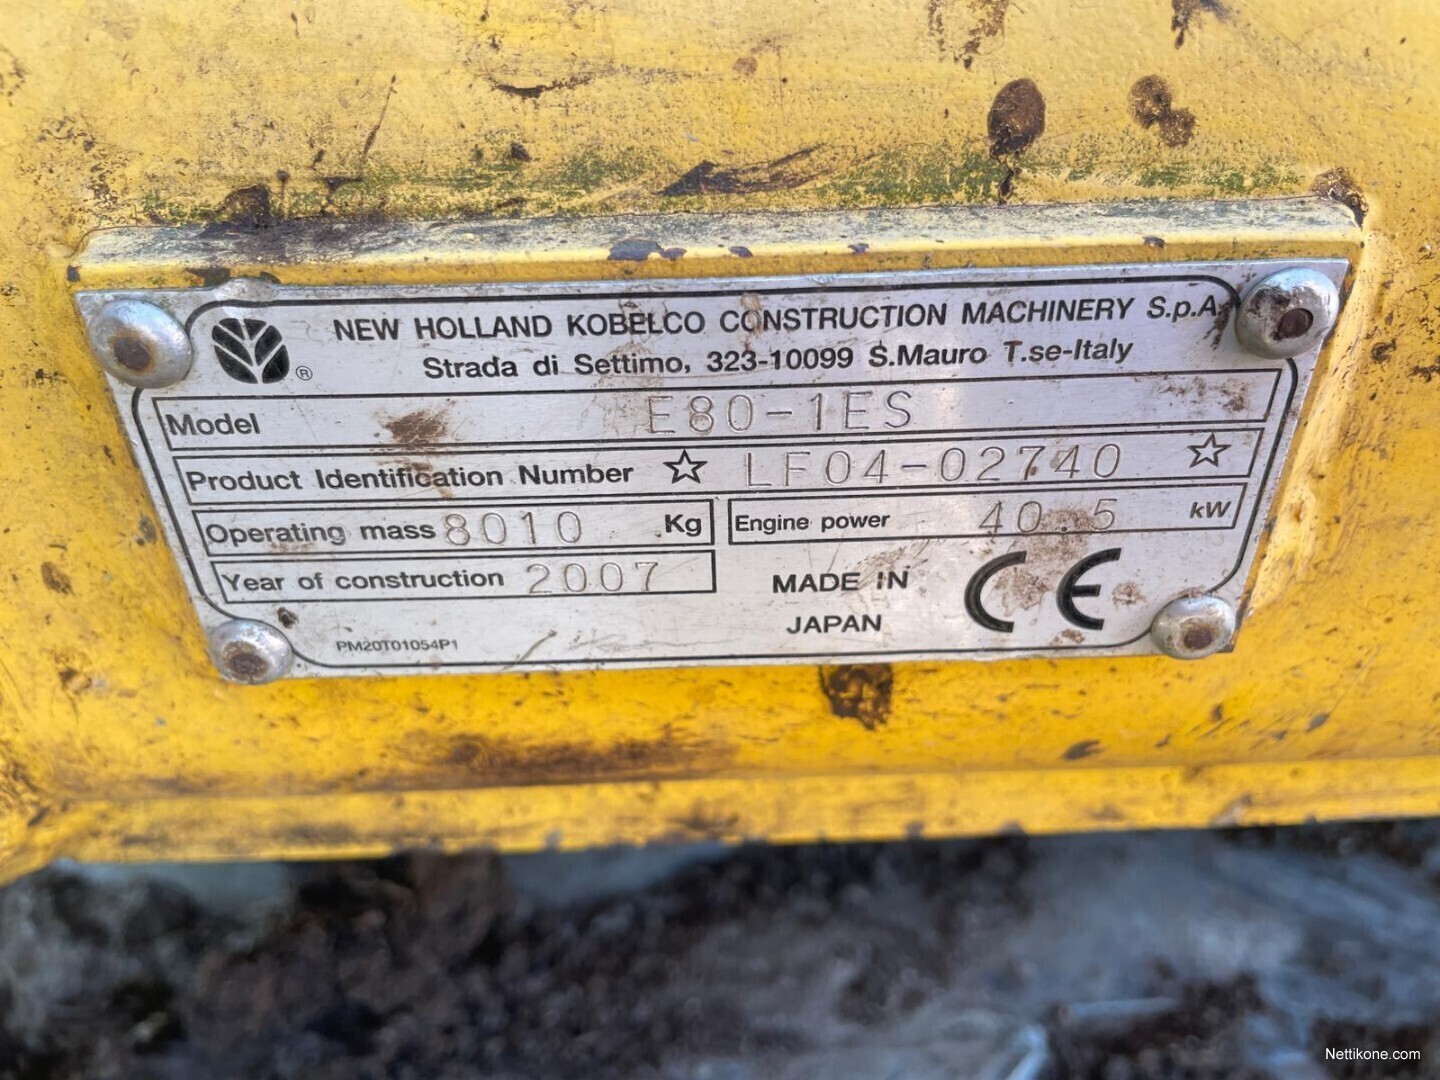 NEW HOLLAND KOBELCO CONSTRUCTION MACHINERY S.p.A.
Strada di Settimo, 323-10099 S.Mauro T.se-Italy
®
Model E80-1ES
Product Identification Number ☆ LF04-02740 ☆
Operating mass 8010 Kg Engine power 40.5 kW
Year of construction 2007
MADE IN
JAPAN
CE
PM20T01054P1
Nettikone.com